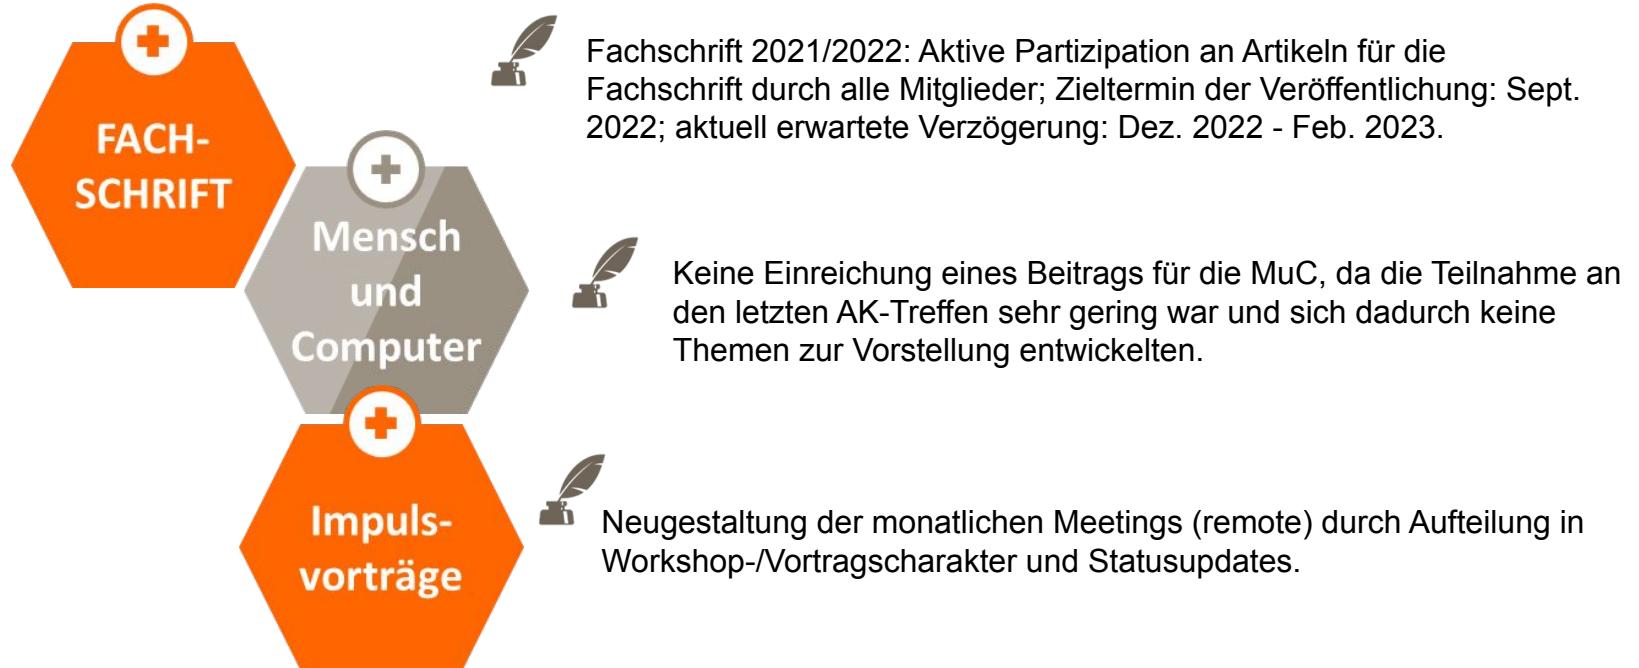 FACH-
SCHRIFT
Fachschrift 2021/2022: Aktive Partizipation an Artikeln für die
Fachschrift durch alle Mitglieder; Zieltermin der Veröffentlichung: Sept.
2022; aktuell erwartete Verzögerung: Dez. 2022 - Feb. 2023.
Mensch
und
Computer
Keine Einreichung eines Beitrags für die MuC, da die Teilnahme an
den letzten AK-Treffen sehr gering war und sich dadurch keine
Themen zur Vorstellung entwickelten.
Impuls-
vorträge
Neugestaltung der monatlichen Meetings (remote) durch Aufteilung in
Workshop-/Vortragscharakter und Statusupdates.